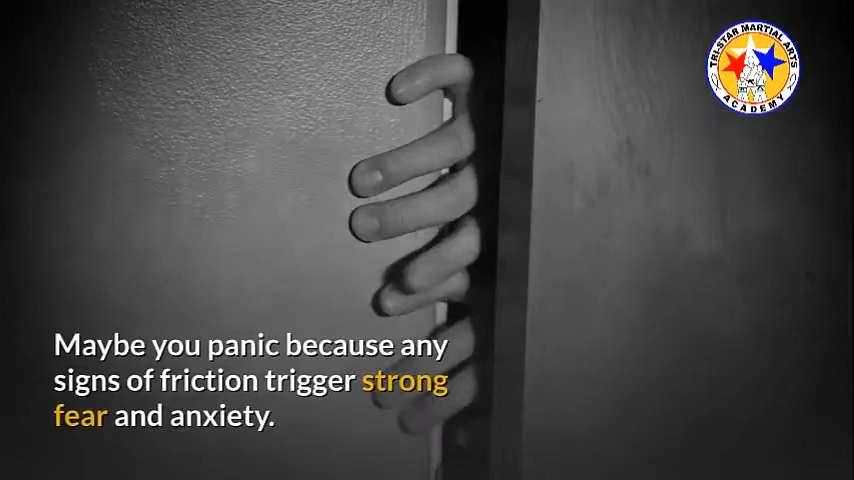 TRI-STAR MARTIAL ARTS
ACADEMY
Maybe you panic because any
signs of friction trigger strong
fear and anxiety.